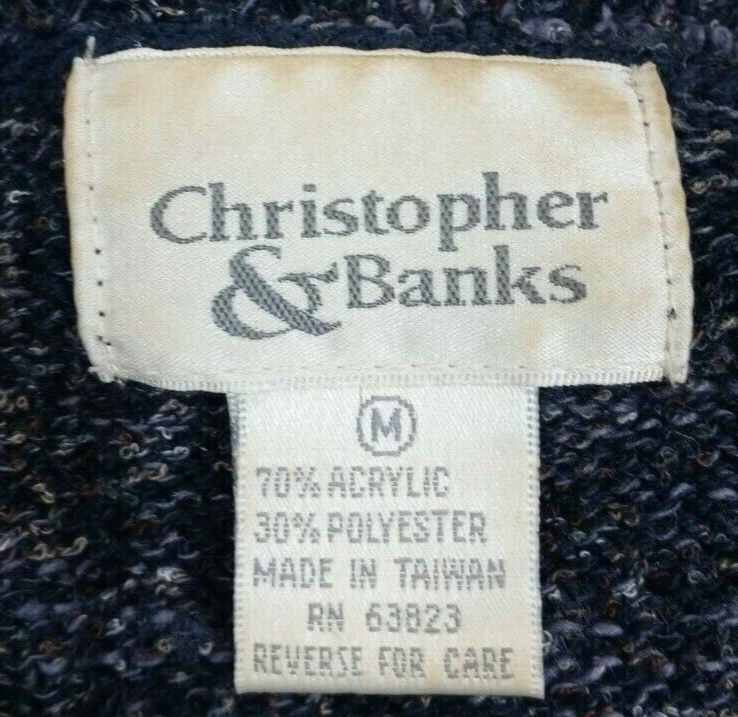 Christopher
& Banks
M
70% ACRYLIC
30% POLYESTER
MADE IN TAIWAN
RN 63823
REVERSE FOR CARE